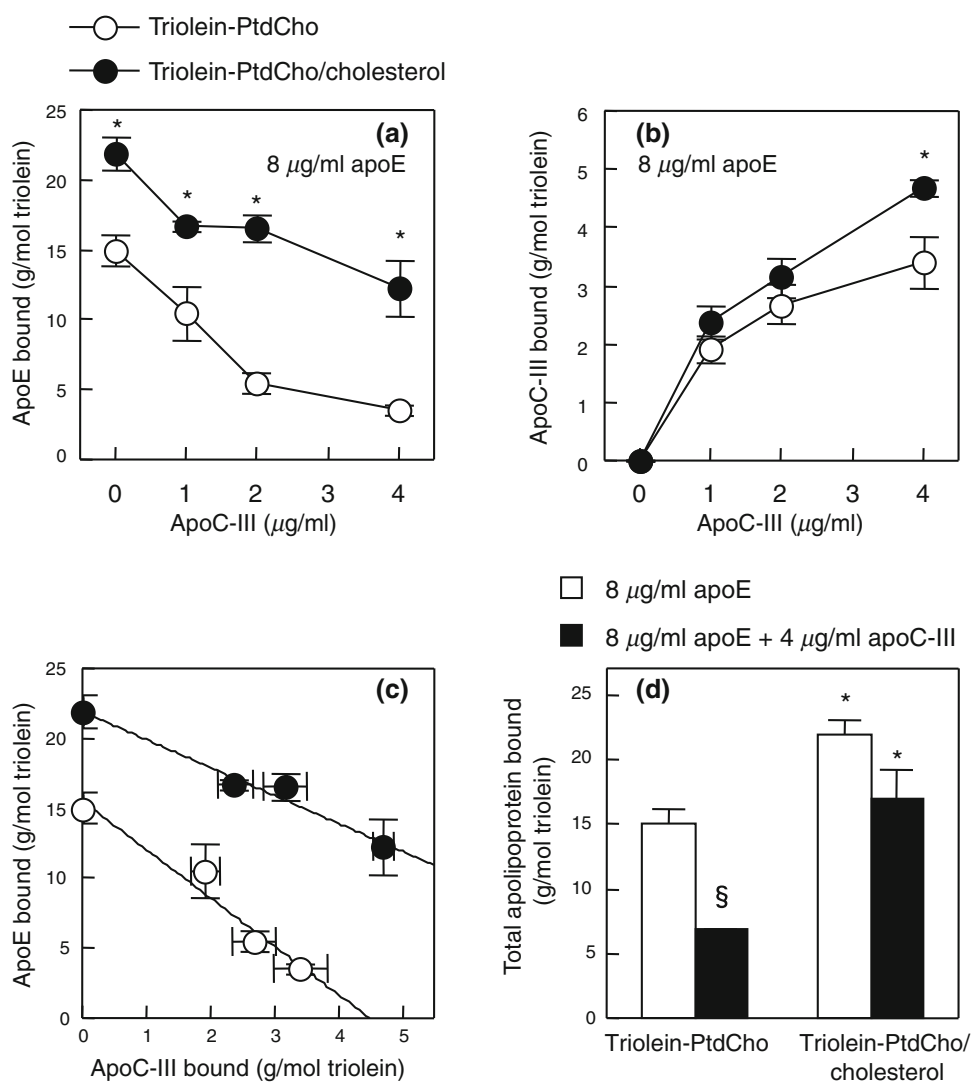 Triolein-PtdCho
Triolein-PtdCho/cholesterol
(a)
8 μg/ml apoE
ApoE bound (g/mol triolein)
25
20
15
10
5
0
* * * *
0 1 2 3 4
ApoC-III (μg/ml)
(b)
8 μg/ml apoE
ApoC-III bound (g/mol triolein)
6
5
4
3
2
1
0
*
0 1 2 3 4
ApoC-III (μg/ml)
(c)
ApoE bound (g/mol triolein)
25
20
15
10
5
0
0 1 2 3 4 5
ApoC-III bound (g/mol triolein)
8 μg/ml apoE
8 μg/ml apoE + 4 μg/ml apoC-III
(d)
Total apolipoprotein bound
(g/mol triolein)
25
20
15
10
5
0
§
* *
Triolein-PtdCho
Triolein-PtdCho/
cholesterol